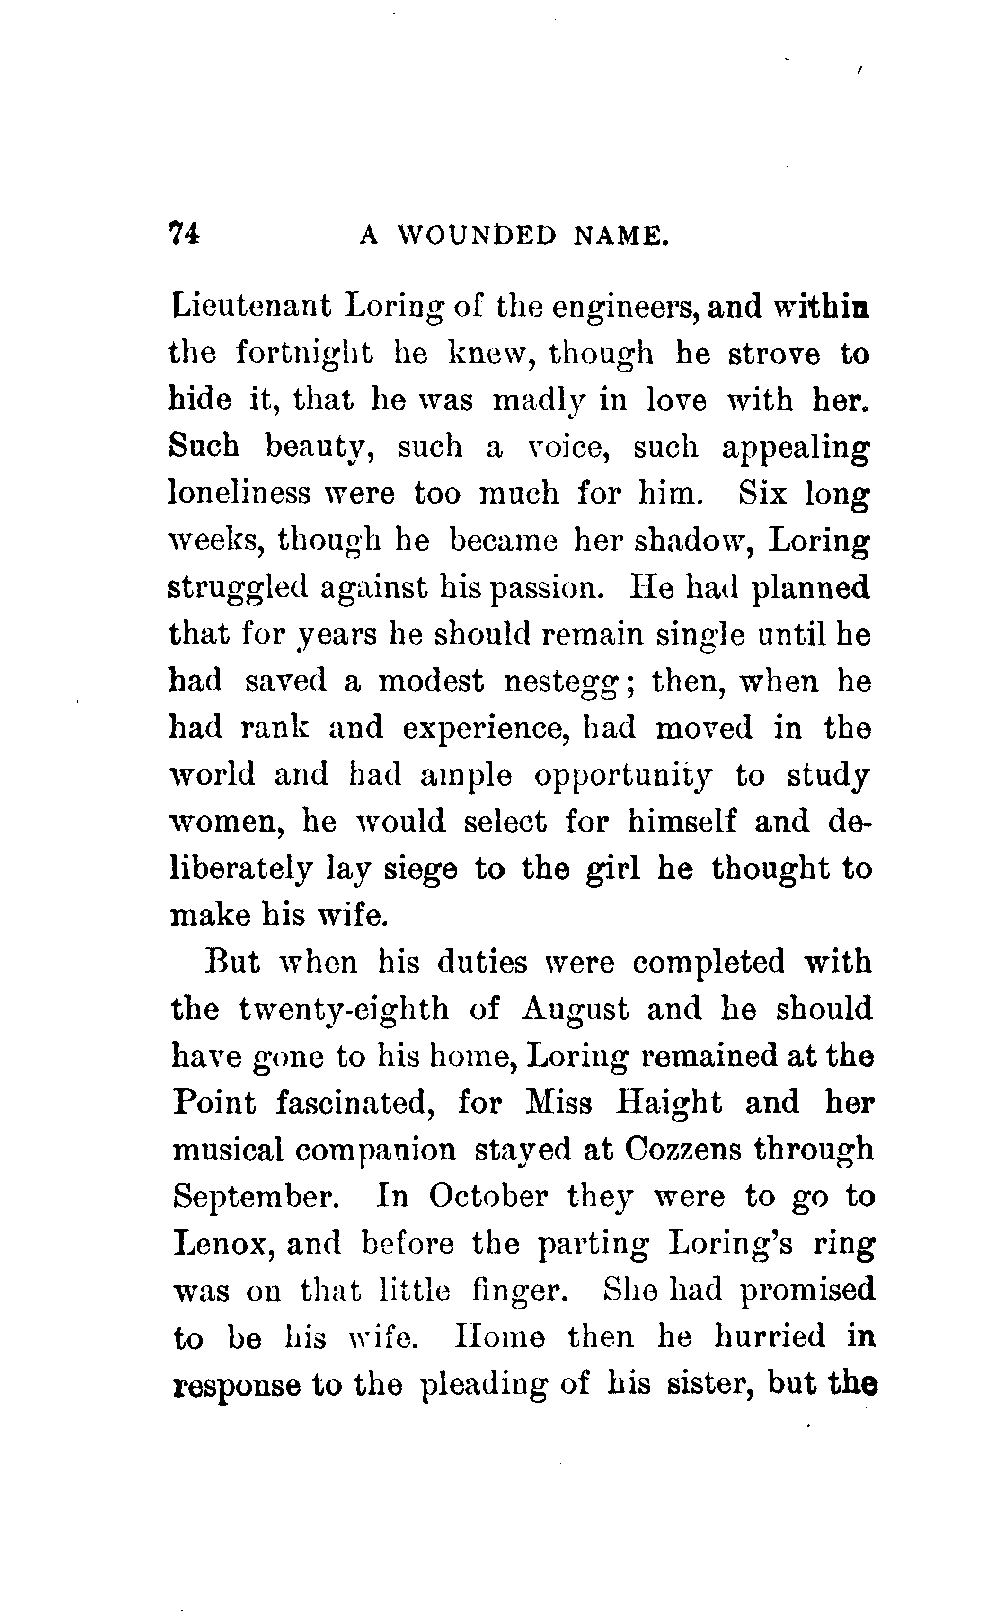 74 A WOUNDED NAME.
Lieutenant Loring of the engineers, and within
the fortnight he knew, though he strove to
hide it, that he was madly in love with her.
Such beauty, such a voice, such appealing
loneliness were too much for him. Six long
weeks, though he became her shadow, Loring
struggled against his passion. He had planned
that for years he should remain single until he
had saved a modest nestegg; then, when he
had rank and experience, had moved in the
world and had ample opportunity to study
women, he would select for himself and de-
liberately lay siege to the girl he thought to
make his wife.
But when his duties were completed with
the twenty-eighth of August and he should
have gone to his home, Loring remained at the
Point fascinated, for Miss Haight and her
musical companion stayed at Cozzens through
September. In October they were to go to
Lenox, and before the parting Loring's ring
was on that little finger. She had promised
to be his wife. Home then he hurried in
response to the pleading of his sister, but the